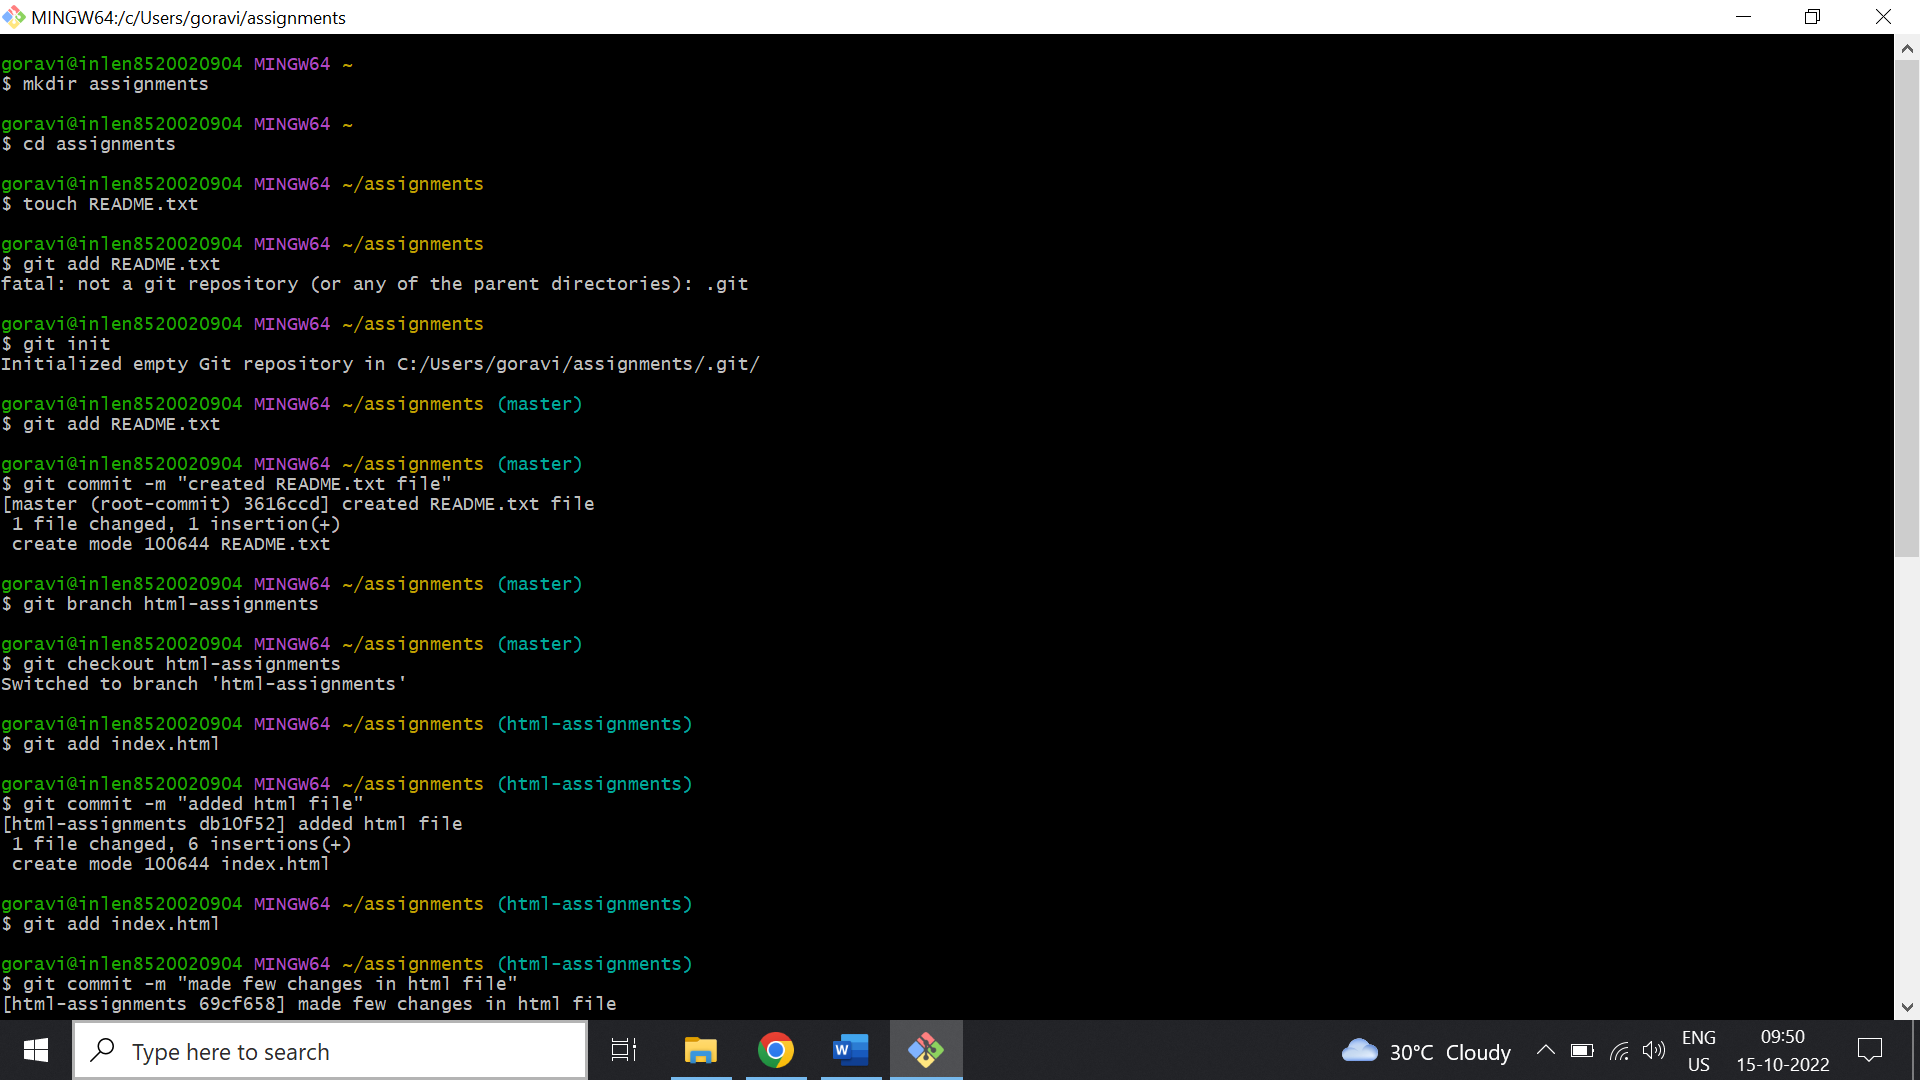 MINGW64:/c/Users/goravi/assignments
goravi@inlen8520020904 MINGW64 ~
$ mkdir assignments
goravi@inlen8520020904 MINGW64 ~
$ cd assignments
goravi@inlen8520020904 MINGW64 ~/assignments
$ touch README.txt
goravi@inlen8520020904 MINGW64 ~/assignments
$ git add README.txt
fatal: not a git repository (or any of the parent directories): .git
goravi@inlen8520020904 MINGW64 ~/assignments
$ git init
Initialized empty Git repository in C:/Users/goravi/assignments/.git/
goravi@inlen8520020904 MINGW64 ~/assignments (master)
$ git add README.txt
goravi@inlen8520020904 MINGW64 ~/assignments (master)
$ git commit -m "created README.txt file"
[master (root-commit) 3616ccd] created README.txt file
 1 file changed, 1 insertion(+)
 create mode 100644 README.txt
goravi@inlen8520020904 MINGW64 ~/assignments (master)
$ git branch html-assignments
goravi@inlen8520020904 MINGW64 ~/assignments (master)
$ git checkout html-assignments
Switched to branch 'html-assignments'
goravi@inlen8520020904 MINGW64 ~/assignments (html-assignments)
$ git add index.html
goravi@inlen8520020904 MINGW64 ~/assignments (html-assignments)
$ git commit -m "added html file"
[html-assignments db10f52] added html file
 1 file changed, 6 insertions(+)
 create mode 100644 index.html
goravi@inlen8520020904 MINGW64 ~/assignments (html-assignments)
$ git add index.html
goravi@inlen8520020904 MINGW64 ~/assignments (html-assignments)
$ git commit -m "made few changes in html file"
[html-assignments 69cf658] made few changes in html file
Type here to search
W
30°C Cloudy
ENG
US
09:50
15-10-2022